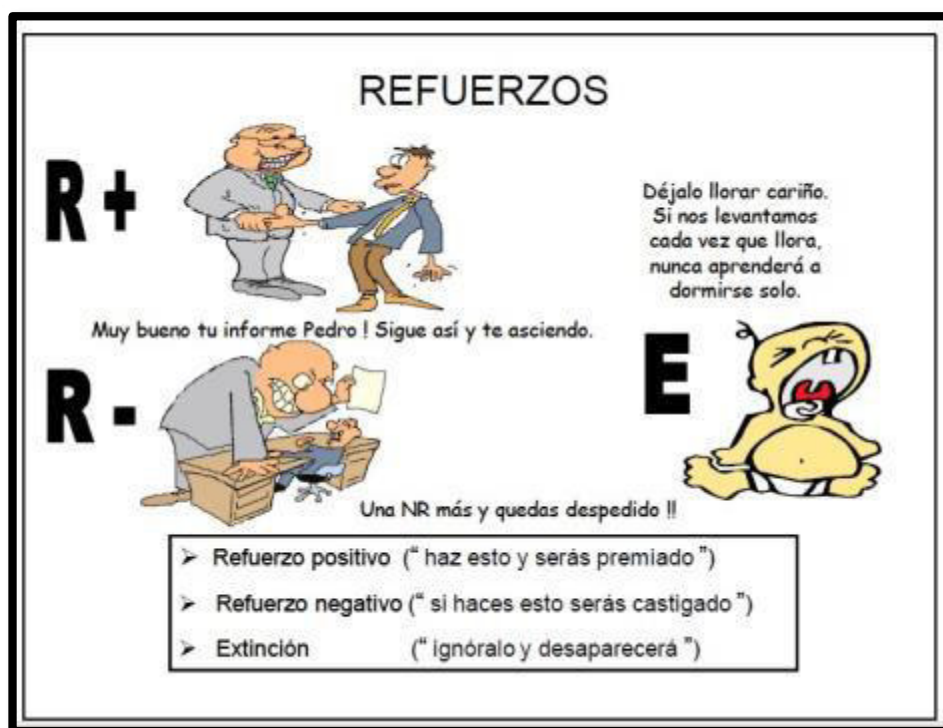 REFUERZOS
R +
Muy bueno tu informe Pedro ! Sigue así y te asciendo.
Déjalo llorar cariño.
Si nos levantamos
cada vez que llora,
nunca aprenderá a
dormirse solo.
R -
E
Una NR más y quedas despedido !!
➢ Refuerzo positivo (“ haz esto y serás premiado ”)
➢ Refuerzo negativo (“ si haces esto serás castigado ”)
➢ Extinción (“ ignóralo y desaparecerá ”)